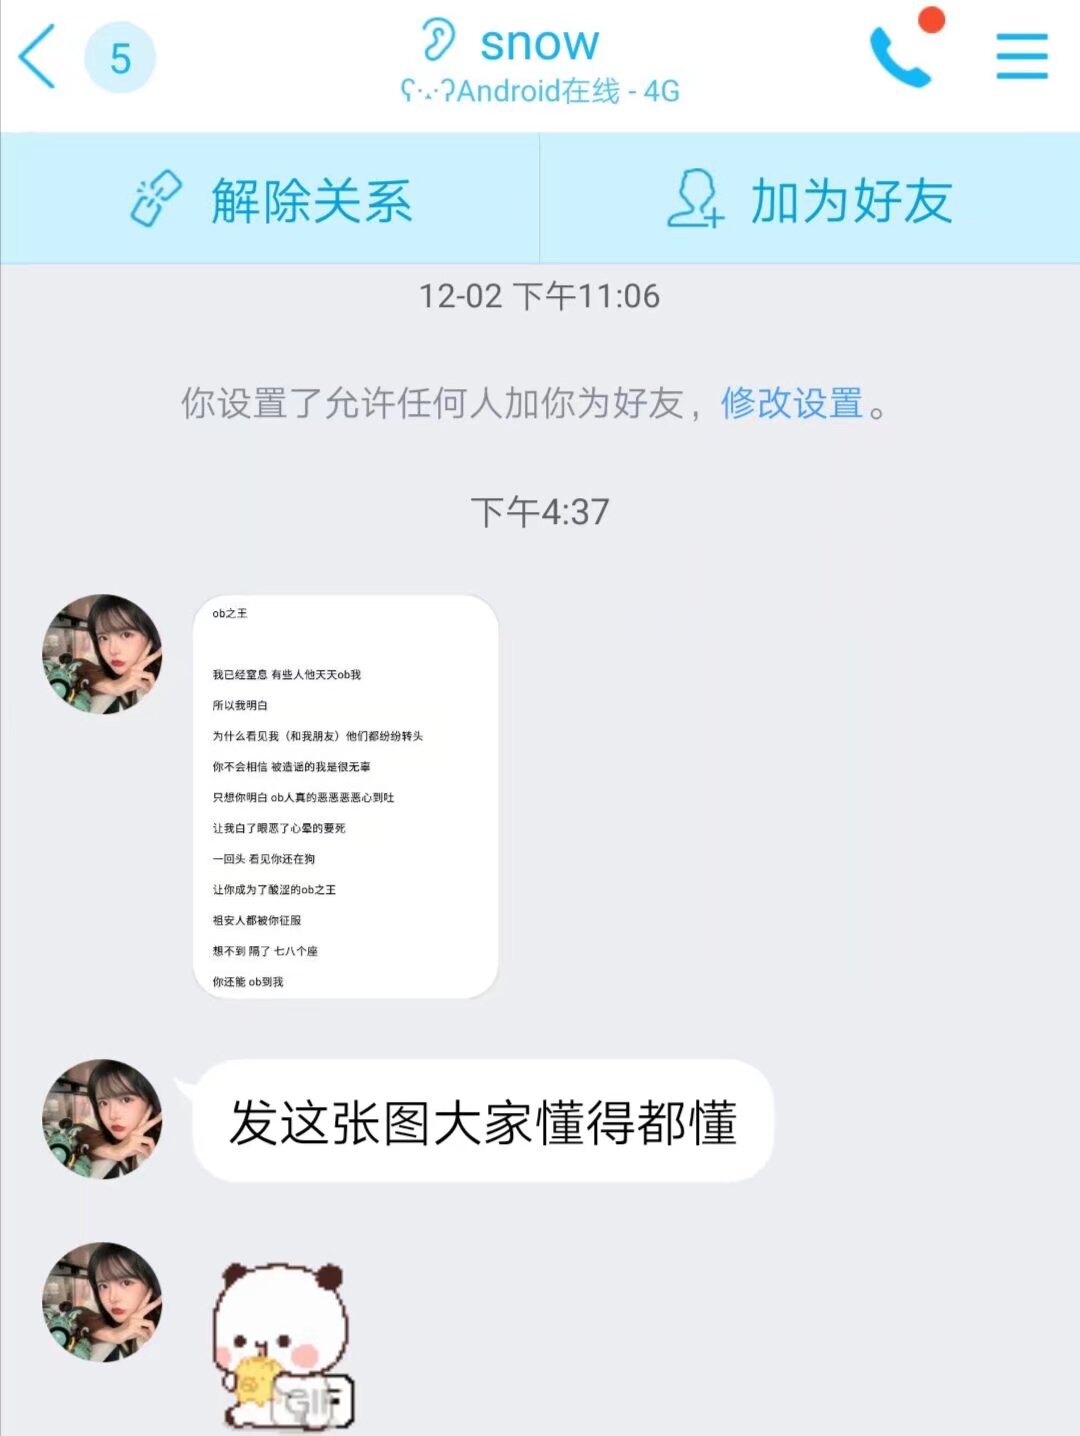 5
snow
ʕ·ﻌ·ʔAndroid在线 - 4G
解除关系
加为好友
12-02 下午11:06
你设置了允许任何人加你为好友，修改设置。
下午4:37
ob之王
我已经窒息 有些人他天天ob我
所以我明白
为什么看见我（和我朋友）他们都纷纷转头
你不会相信 被造谣的我是很无辜
只想你明白 ob人真的恶恶恶恶心到吐
让我白了眼恶了心晕的要死
一回头 看见你还在狗
让你成为了酸涩的ob之王
祖安人都被你征服
想不到 隔了 七八个座
你还能 ob到我
发这张图大家懂得都懂
GIF